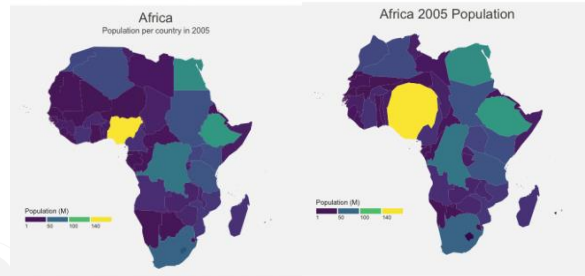 Africa
Population per country in 2005
Population (M)
1 50 100 140
Africa 2005 Population
Population (M)
1 50 100 140